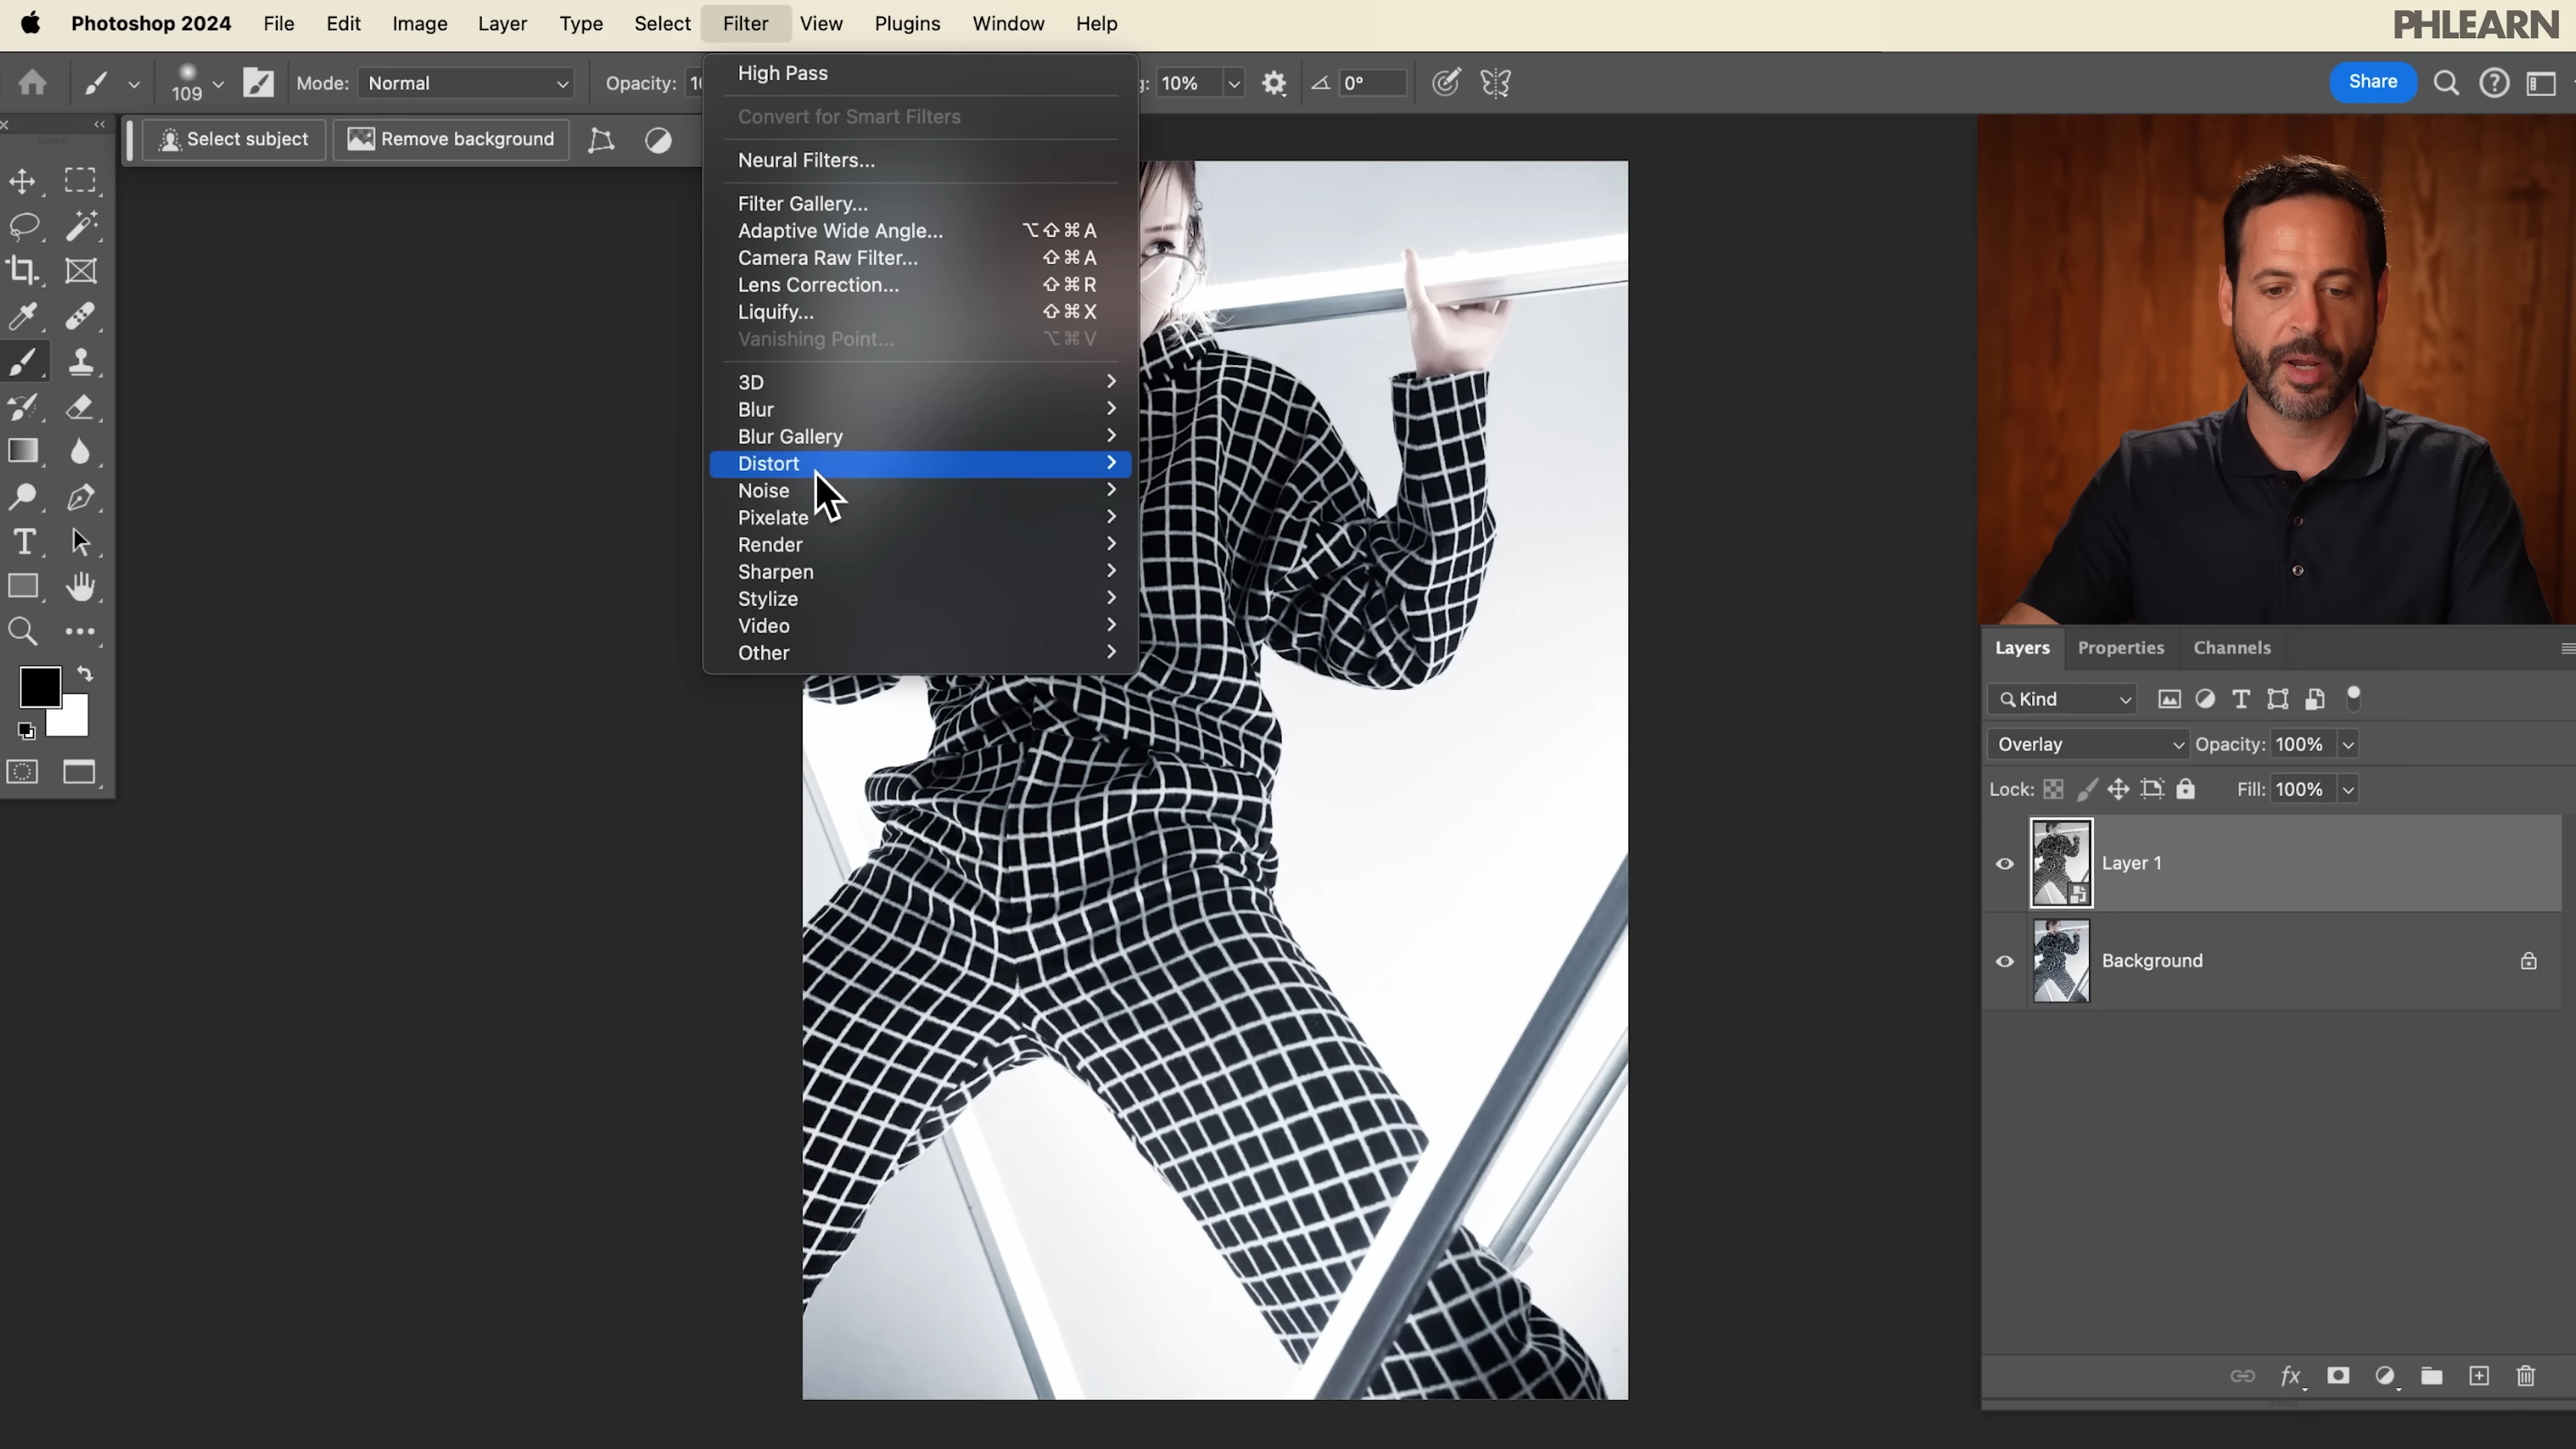 Photoshop 2024 File Edit Image Layer Type Select Filter View Plugins Window Help
PHLEARN
109 Mode: Normal Opacity: 10%  0° Share
Select subject Remove background
High Pass
Convert for Smart Filters
Neural Filters...
Filter Gallery...
Adaptive Wide Angle... ⌥⇧⌘A
Camera Raw Filter... ⇧⌘A
Lens Correction... ⇧⌘R
Liquify... ⇧⌘X
Vanishing Point... ⌥⌘V
3D
Blur
Blur Gallery
Distort
Noise
Pixelate
Render
Sharpen
Stylize
Video
Other
Layers Properties Channels
Kind
Overlay Opacity: 100%
Lock: Fill: 100%
Layer 1
Background
fx